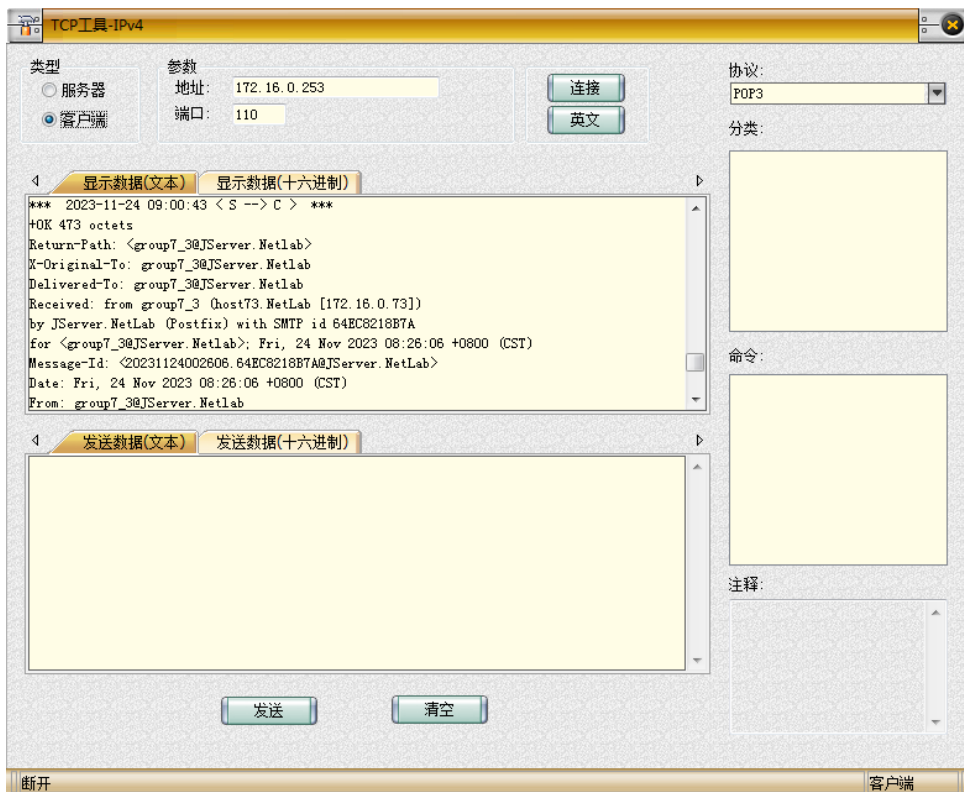 TCP工具-IPv4
类型
服务器
客户端
参数
地址: 172.16.0.253
端口: 110
连接
英文
协议:
POP3
分类:
显示数据(文本) 显示数据(十六进制)
*** 2023-11-24 09:00:43 < S --> C > ***
+OK 473 octets
Return-Path: <group7_3@JServer.Netlab>
X-Original-To: group7_3@JServer.Netlab
Delivered-To: group7_3@JServer.Netlab
Received: from group7_3 (host73.NetLab [172.16.0.73])
by JServer.NetLab (Postfix) with SMTP id 64EC8218B7A
for <group7_3@JServer.Netlab>; Fri, 24 Nov 2023 08:26:06 +0800 (CST)
Message-Id: <20231124002606.64EC8218B7A@JServer.NetLab>
Date: Fri, 24 Nov 2023 08:26:06 +0800 (CST)
From: group7_3@JServer.Netlab
命令:
发送数据(文本) 发送数据(十六进制)
注释:
发送 清空
断开 客户端